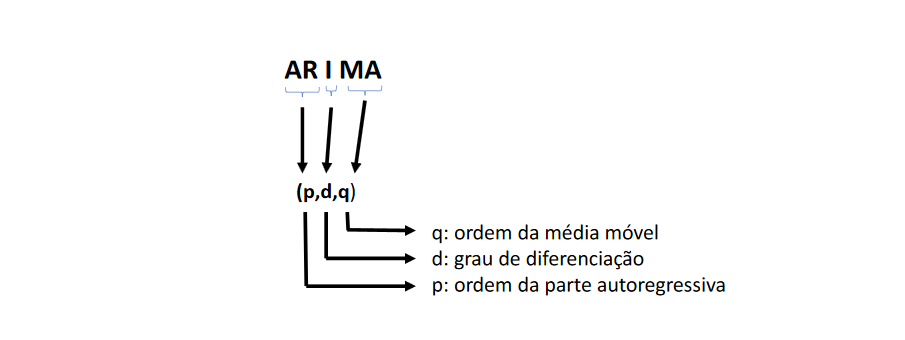 AR I MA
(p,d,q)
q: ordem da média móvel
d: grau de diferenciação
p: ordem da parte autoregressiva